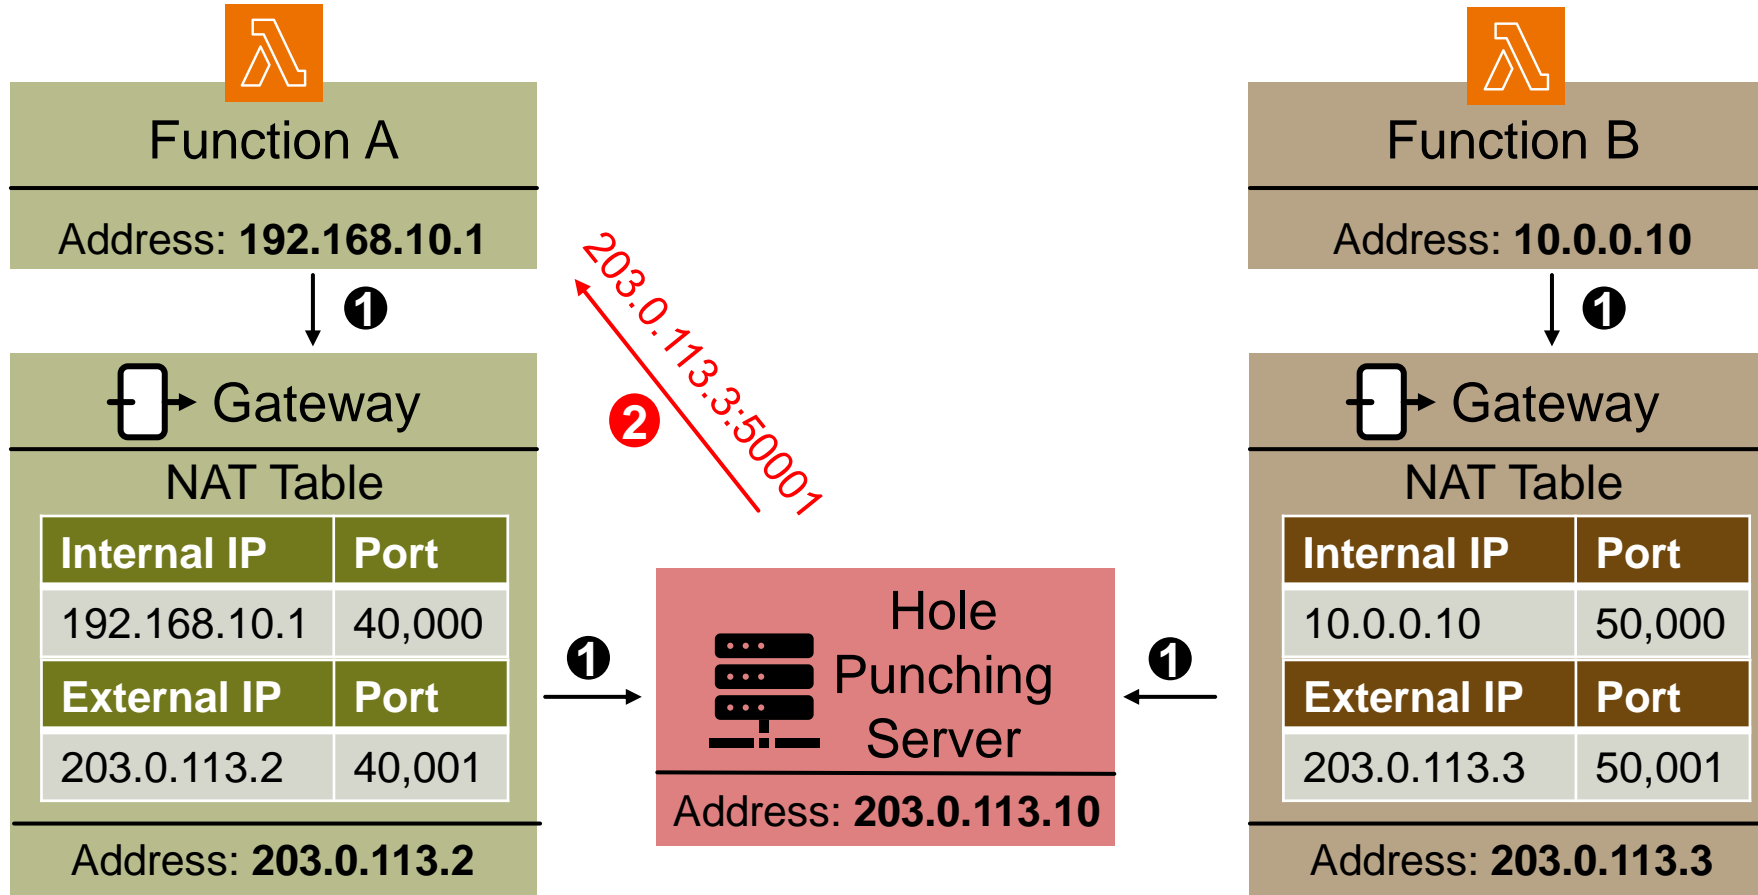 Function A
Address: 192.168.10.1
1
Gateway
NAT Table
Internal IP Port
192.168.10.1 40,000
External IP Port
203.0.113.2 40,001
Address: 203.0.113.2
203.0.113.3:50001
2
1
Hole
Punching
Server
Address: 203.0.113.10
1
Function B
Address: 10.0.0.10
1
Gateway
NAT Table
Internal IP Port
10.0.0.10 50,000
External IP Port
203.0.113.3 50,001
Address: 203.0.113.3